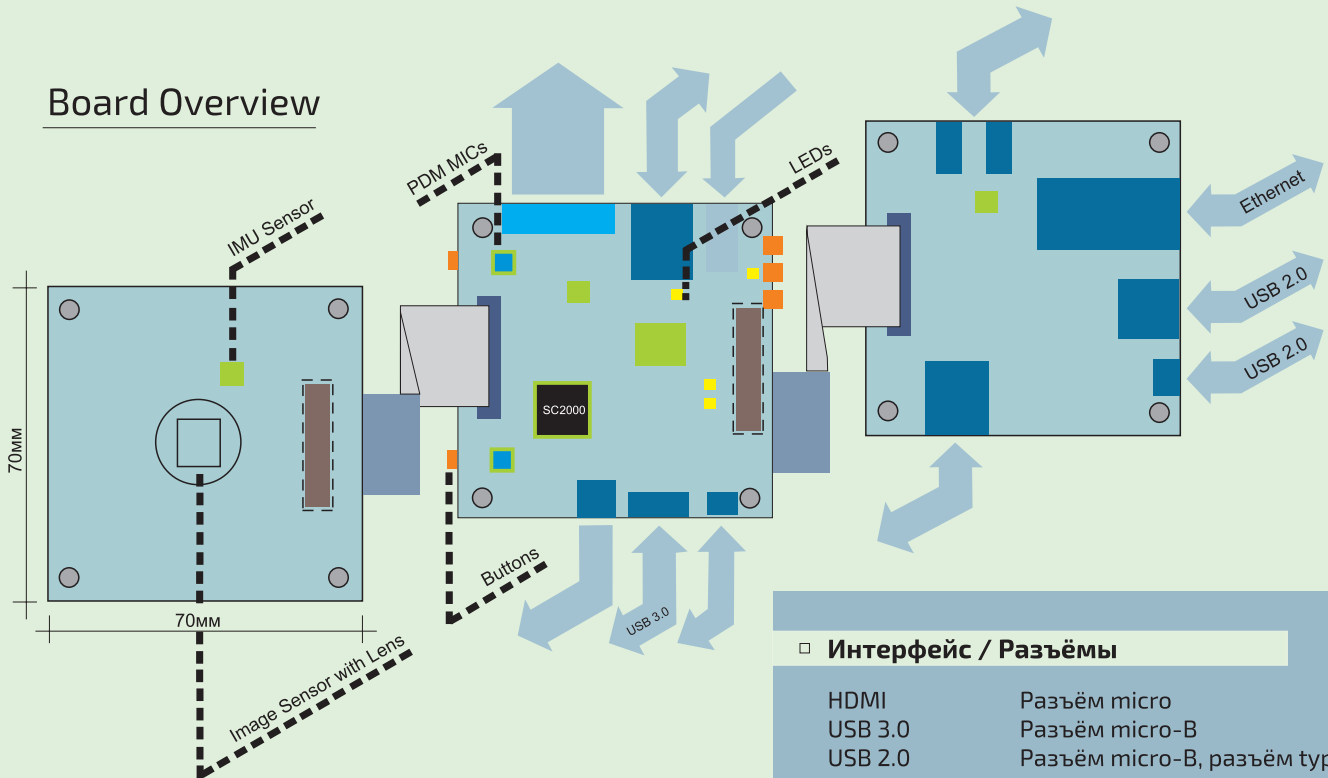 Board Overview
PDM MICs
LEDs
IMU Sensor
Ethernet
USB 2.0
USB 2.0
SC2000
70мм
70мм
Buttons
USB 3.0
Image Sensor with Lens
Интерфейс / Разъёмы
HDMI Разъём micro
USB 3.0 Разъём micro-B
USB 2.0 Разъём micro-B, разъём typ